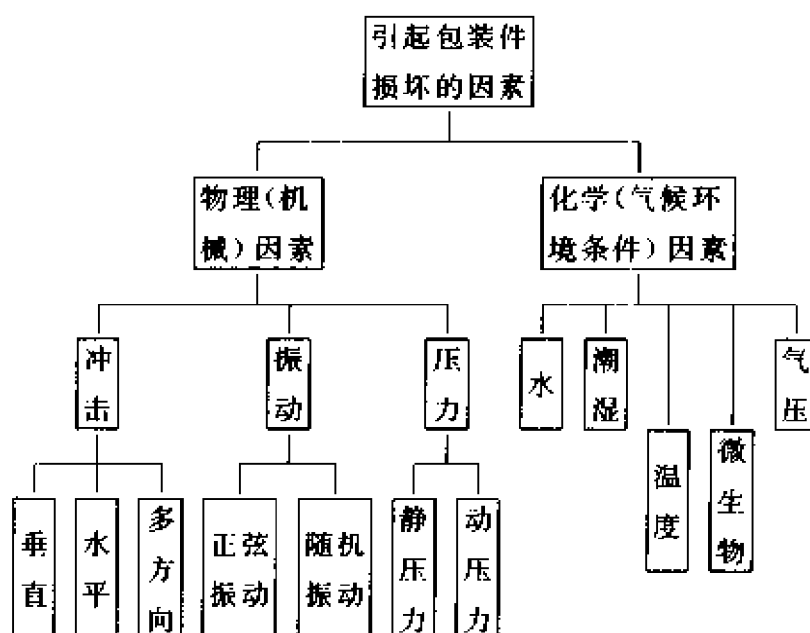 引起包装件
损坏的因素
物理(机
械)因素
化学(气候环
境条件)因素
冲击
振动
压力
水
潮湿
温度
微生物
气压
垂直
水平
多方向
正弦
振动
随机
振动
静压力
动压力